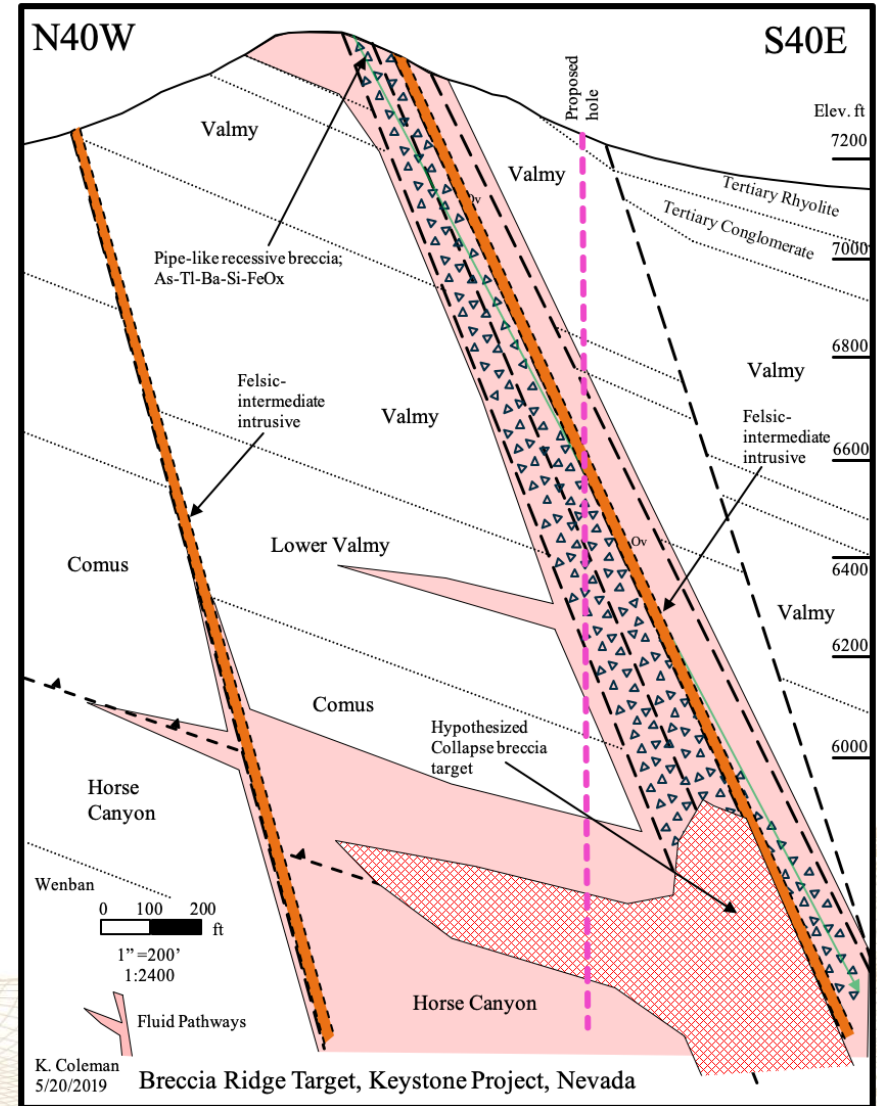 N40W
S40E
Proposed
hole
Elev. ft
7200
Valmy
Valmy
Tertiary Rhyolite
Tertiary Conglomerate
Ov
7000
Pipe-like recessive breccia;
As-Tl-Ba-Si-FeOx
6800
Valmy
Felsic-
intermediate
intrusive
Valmy
Felsic-
intermediate
intrusive
6600
Lower Valmy
Ov
Comus
6400
Valmy
6200
Comus
Hypothesized
Collapse breccia
target
6000
Horse
Canyon
Wenban
0 100 200
ft
1” =200’
1:2400
Horse Canyon
Fluid Pathways
K. Coleman
5/20/2019
Breccia Ridge Target, Keystone Project, Nevada